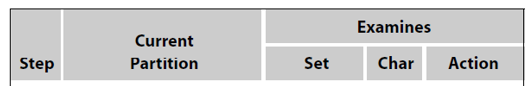 Examines
Current
Step Partition Set Char Action